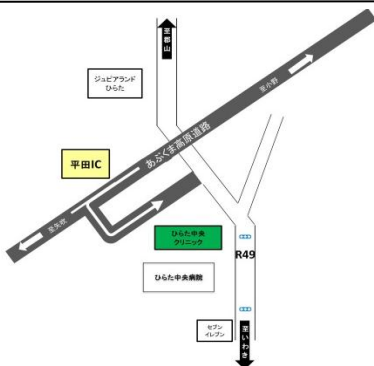 至郡山
ジュピアランド
ひらた
至小野
あぶくま高原道路
平田IC
至矢吹
ひらた中央
クリニック
R49
ひらた中央病院
セブン
イレブン
至いわき